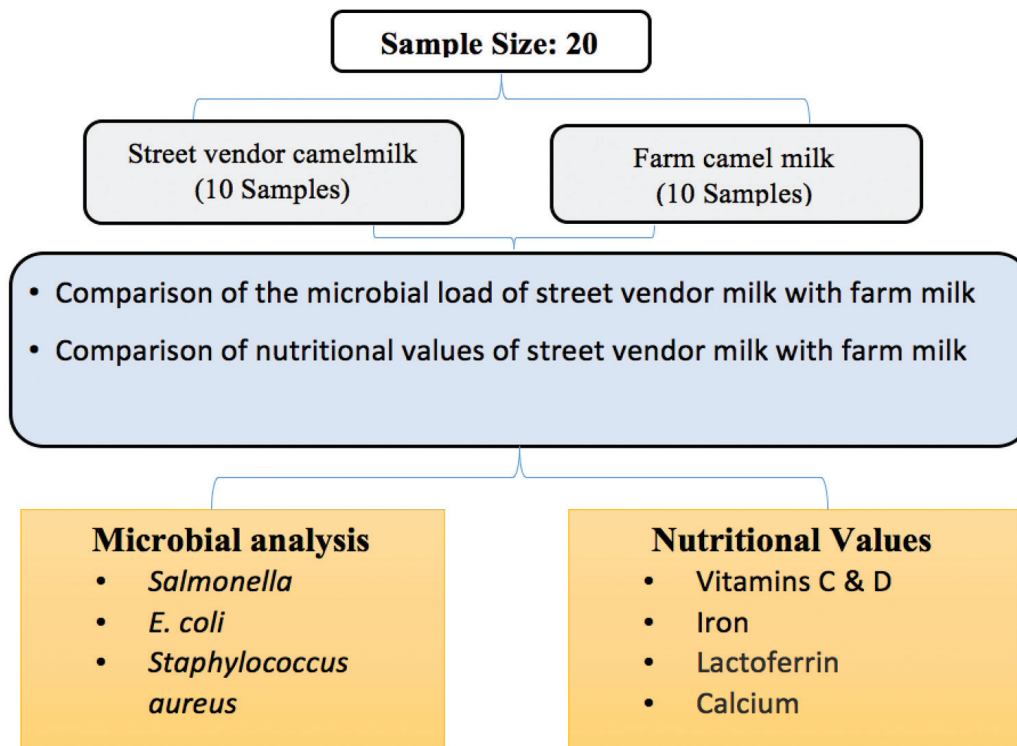 Sample Size: 20
Street vendor camelmilk
(10 Samples)
Farm camel milk
(10 Samples)
• Comparison of the microbial load of street vendor milk with farm milk
• Comparison of nutritional values of street vendor milk with farm milk
Microbial analysis
• Salmonella
• E. coli
• Staphylococcus
aureus
Nutritional Values
• Vitamins C & D
• Iron
• Lactoferrin
• Calcium